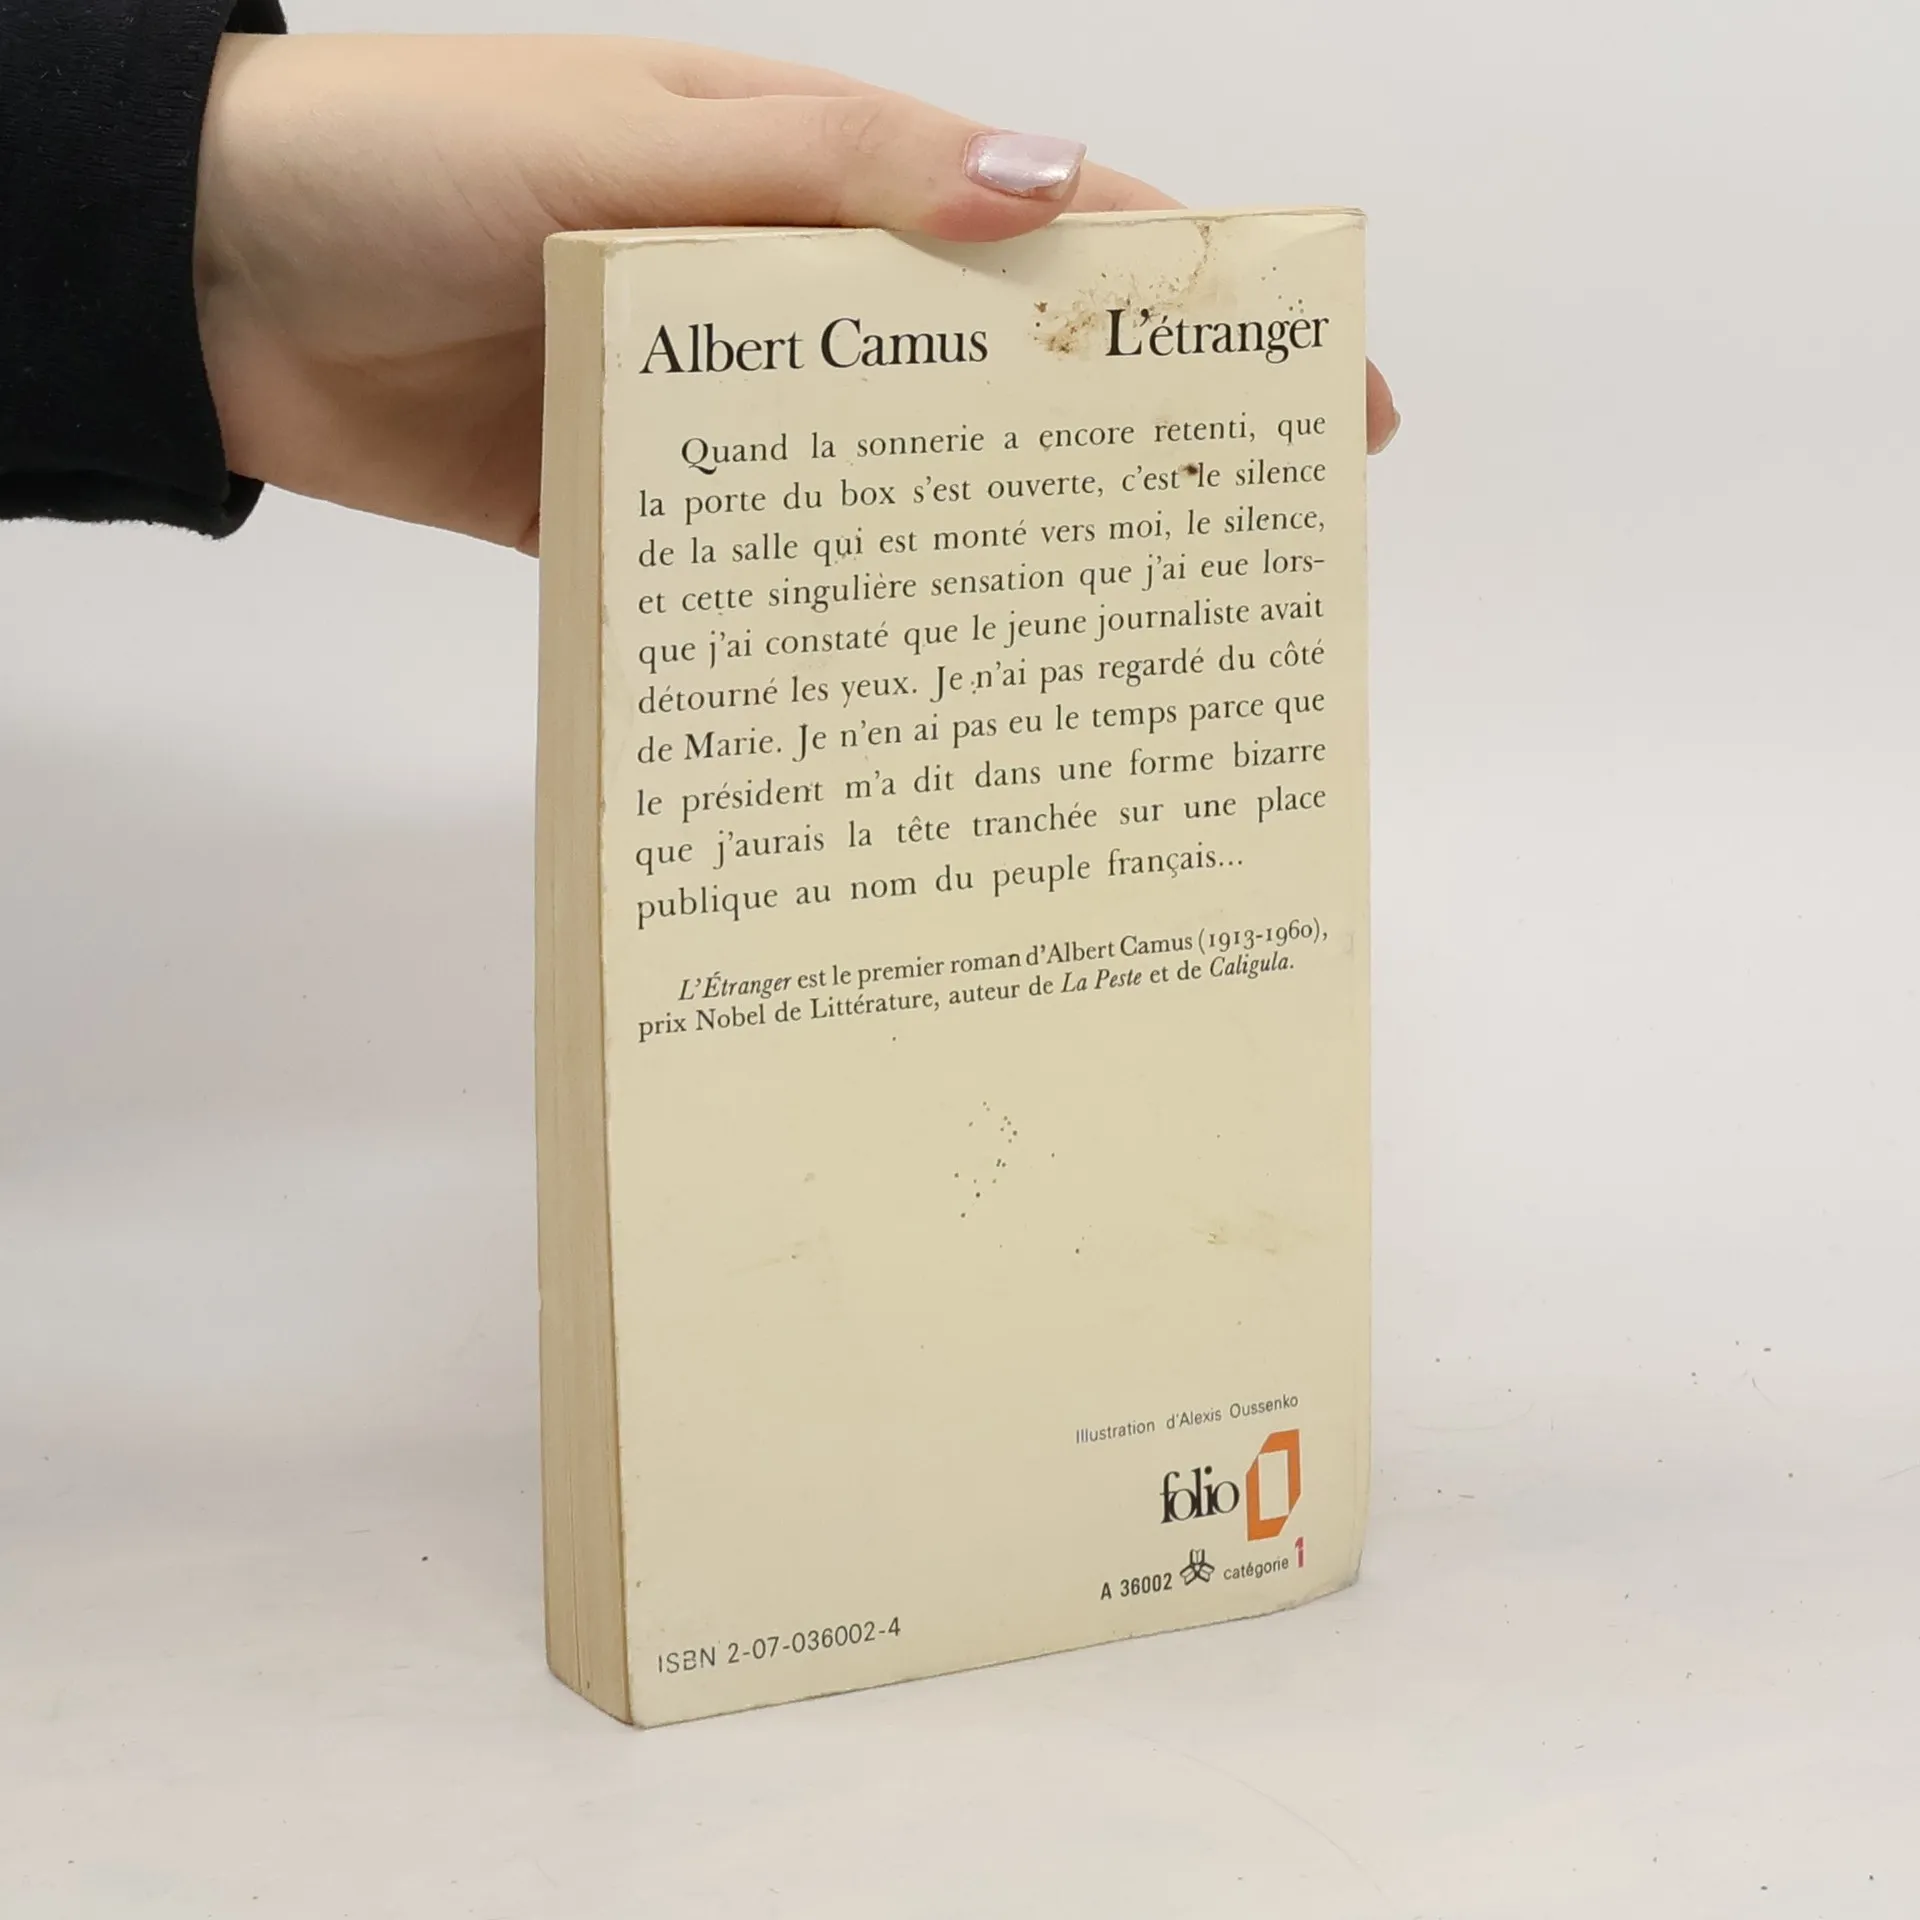 Albert Camus L'étranger
Quand la sonnerie a encore retenti, que
la porte du box s'est ouverte, c'est le silence
de la salle qui est monté vers moi, le silence,
et cette singulière sensation que j'ai eue lors-
que j'ai constaté que le jeune journaliste avait
détourné les yeux. Je n'ai pas regardé du côté
de Marie. Je n'en ai pas eu le temps parce que
le président m'a dit dans une forme bizarre
que j'aurais la tête tranchée sur une place
publique au nom du peuple français...
L'Étranger est le premier roman d'Albert Camus (1913-1960),
prix Nobel de Littérature, auteur de La Peste et de Caligula.
Illustration d'Alexis Oussenko
folio
A 36002 catégorie 1
ISBN 2-07-036002-4